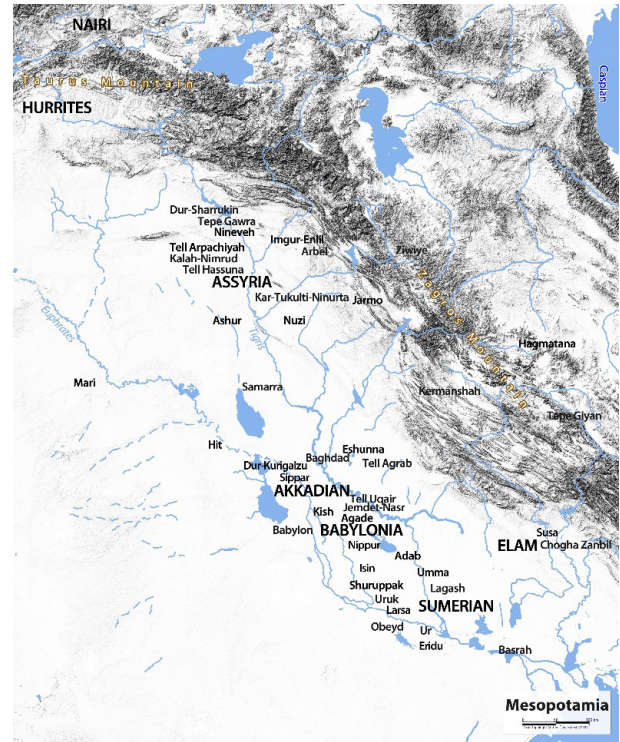 NAIRI
Taurus Mountain
HURRITES
Caspian
Dur-Sharrukin
Tepe Gawra
Nineveh
Imgur-Enlil
Tell Arpachiyah
Arbel
Ziwiye
Kalah-Nimrud
Tell Hassuna
ASSYRIA
Zagros Mountain
Kar-Tukulti-Ninurta
Jarmo
Euphrates
Ashur
Nuzi
Tigris
Hagmatana
Mari
Samarra
Kermanshah
Tepe Giyan
Hit
Eshunna
Baghdad
Dur-Kurigalzu
Tell Agrab
Sippar
AKKADIAN
Tell Uqair
Kish
Jemdet-Nasr
Agade
Babylon
BABYLONIA
Susa
Nippur
ELAM
Chogha Zanbil
Adab
Isin
Umma
Shuruppak
Lagash
Uruk
Larsa
SUMERIAN
Obeyd
Ur
Eridu
Basrah
Mesopotamia